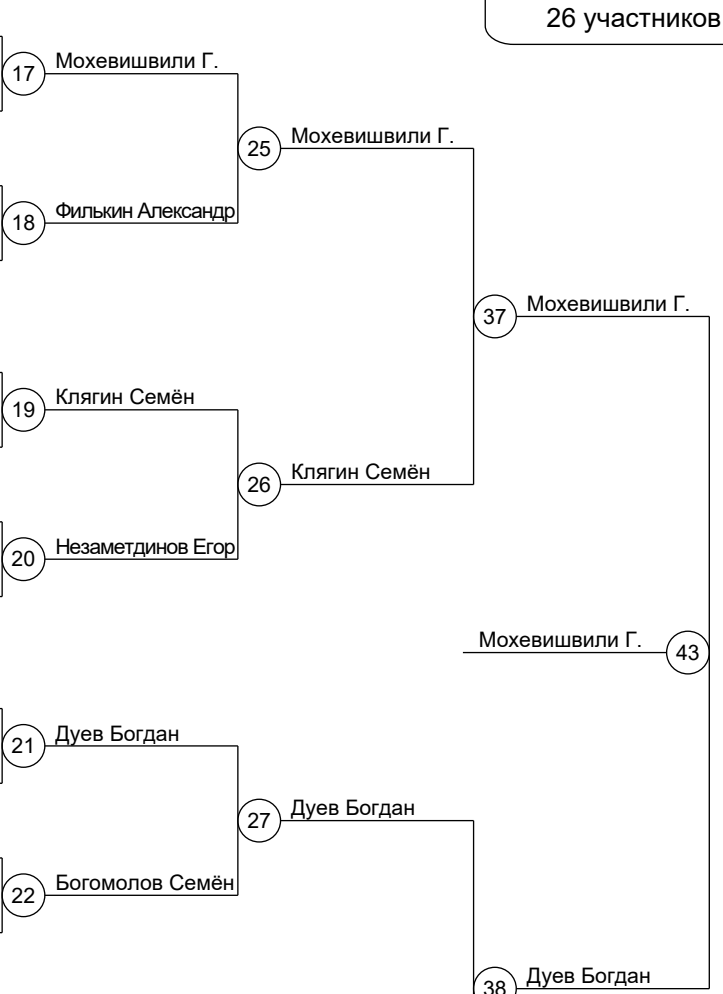 26 участников
17 Мохевишвили Г.
25 Мохевишвили Г.
18 Филькин Александр
37 Мохевишвили Г.
19 Клягин Семён
26 Клягин Семён
20 Незаметдинов Егор
Мохевишвили Г. 43
21 Дуев Богдан
27 Дуев Богдан
22 Богомолов Семён
38 Дуев Богдан